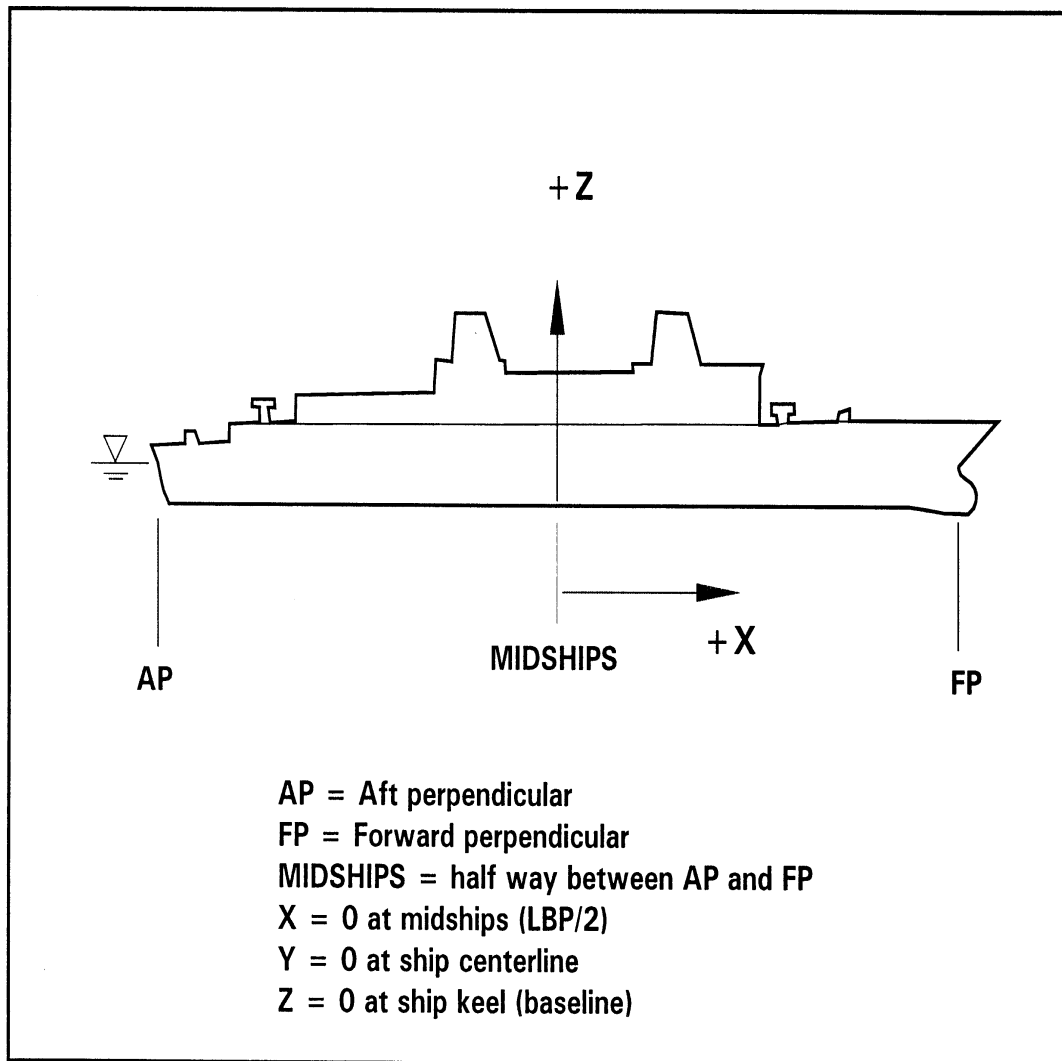 +Z
+X
MIDSHIPS
AP
FP
AP = Aft perpendicular
FP = Forward perpendicular
MIDSHIPS = half way between AP and FP
X = 0 at midships (LBP/2)
Y = 0 at ship centerline
Z = 0 at ship keel (baseline)